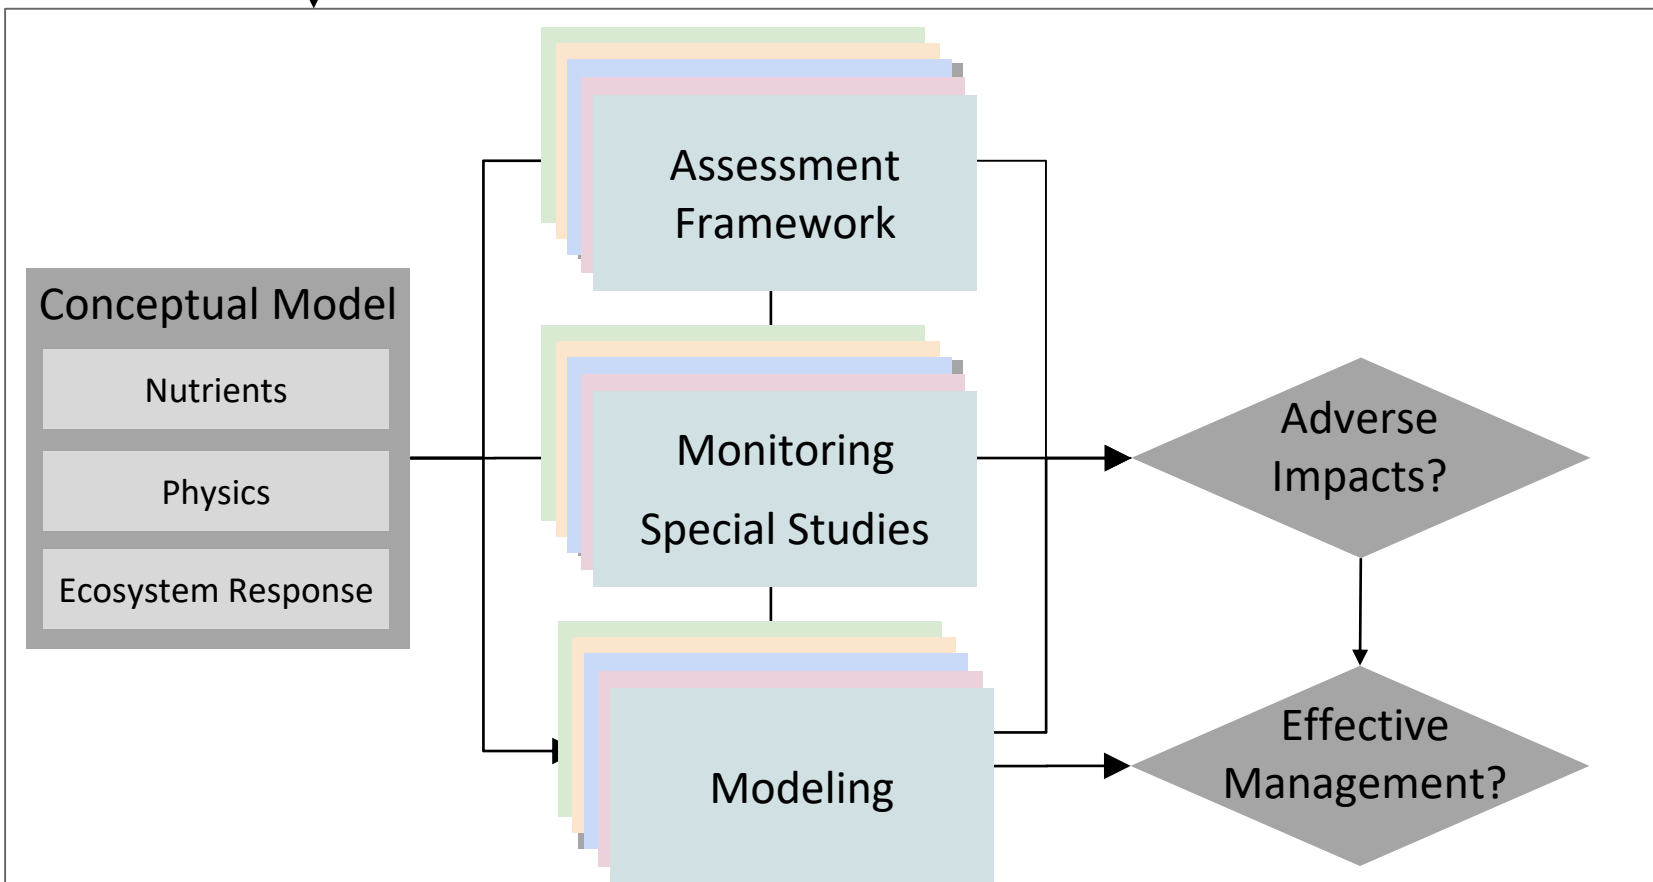 Conceptual Model
Nutrients
Physics
Ecosystem Response
Assessment
Framework
Monitoring
Special Studies
Modeling
Adverse
Impacts?
Effective
Management?